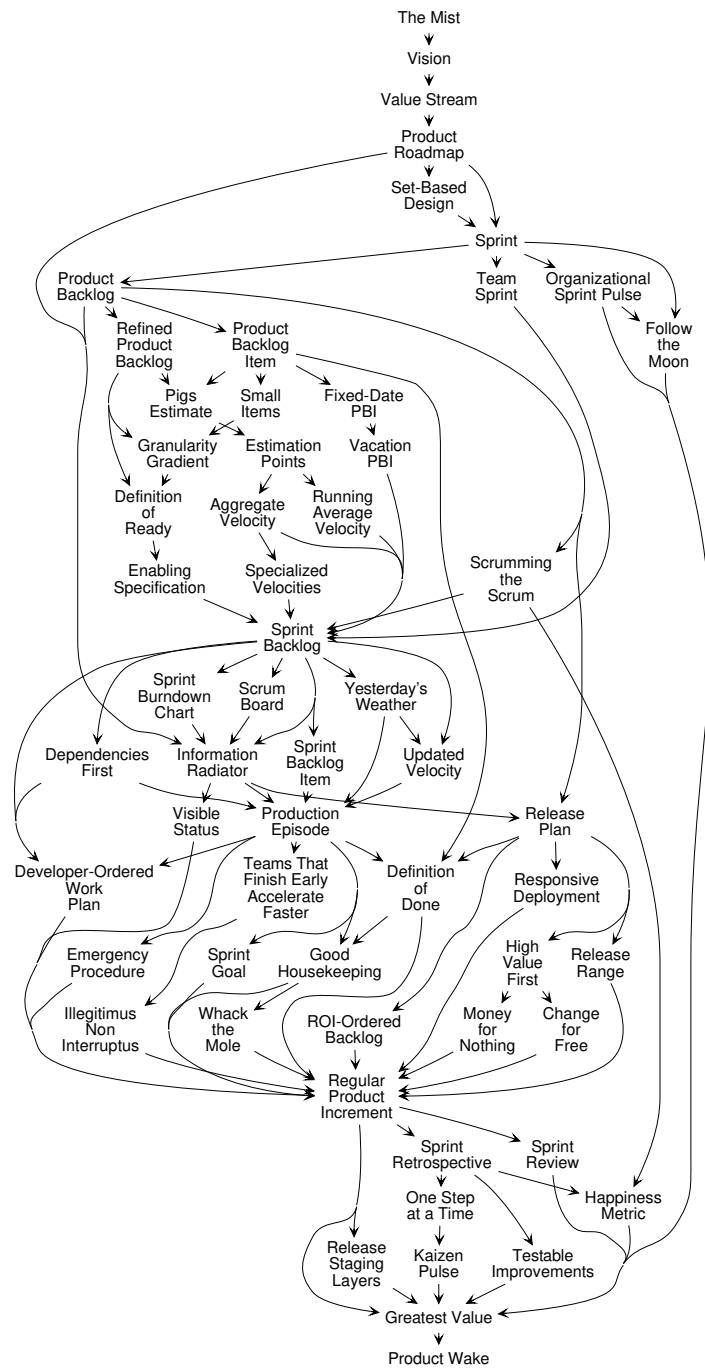 The Mist
Vision
Value Stream
Product
Roadmap
Set-Based
Design
Sprint
Product
Backlog
Team
Sprint
Organizational
Sprint Pulse
Refined
Product
Backlog
Product
Backlog
Item
Follow
the
Moon
Pigs
Estimate
Small
Items
Fixed-Date
PBI
Granularity
Gradient
Estimation
Points
Vacation
PBI
Definition
of
Ready
Aggregate
Velocity
Running
Average
Velocity
Enabling
Specification
Specialized
Velocities
Scrumming
the
Scrum
Sprint
Backlog
Sprint
Burndown
Chart
Scrum
Board
Yesterday's
Weather
Dependencies
First
Information
Radiator
Sprint
Backlog
Item
Updated
Velocity
Visible
Status
Production
Episode
Release
Plan
Developer-Ordered
Work
Plan
Teams That
Finish Early
Accelerate
Faster
Definition
of
Done
Responsive
Deployment
Emergency
Procedure
Sprint
Goal
Good
Housekeeping
High
Value
First
Release
Range
Illegitimus
Non
Interruptus
Whack
the
Mole
ROI-Ordered
Backlog
Money
for
Nothing
Change
for
Free
Regular
Product
Increment
Sprint
Retrospective
Sprint
Review
One Step
at a Time
Happiness
Metric
Release
Staging
Layers
Kaizen
Pulse
Testable
Improvements
Greatest Value
Product Wake